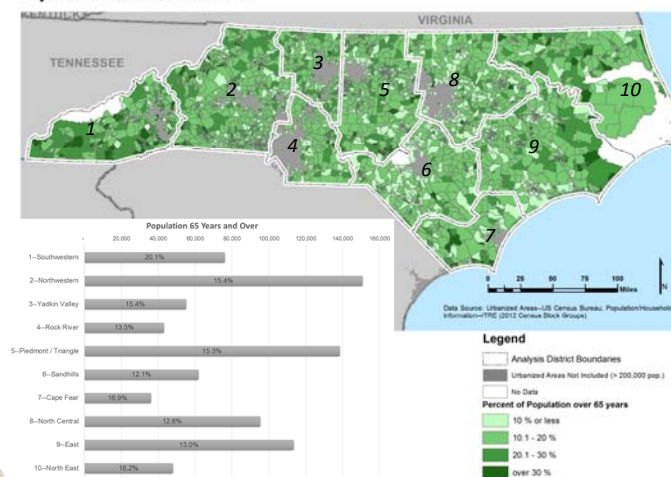 KENTUCKY
VIRGINIA
TENNESSEE
1
2
3
4
5
6
7
8
9
10
Population 65 Years and Over
-
20,000
40,000
60,000
80,000
100,000
120,000
140,000
160,000
1--Southwestern
20.1%
2--Northwestern
15.4%
3--Yadkin Valley
15.4%
4--Rock River
13.5%
5--Piedmont / Triangle
15.3%
6--Sandhills
12.1%
7--Cape Fear
16.9%
8--North Central
12.6%
9--East
13.0%
10--North East
16.2%
0
25
50
75
100
Miles
N
Data Source: Urbanized Areas--US Census Bureau; Population/Household
information--ITRE (2012 Census Block Groups)
Legend
Analysis District Boundaries
Urbanized Areas Not Included (> 200,000 pop.)
No Data
Percent of Population over 65 years
10 % or less
10.1 - 20 %
20.1 - 30 %
over 30 %